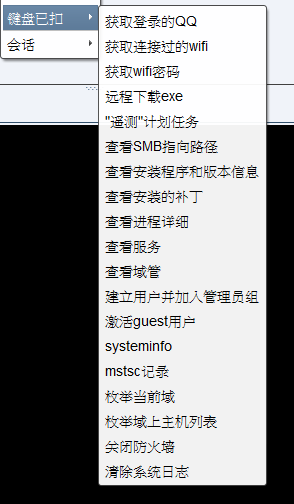 键盘已扣
会话
获取登录的QQ
获取连接过的wifi
获取wifi密码
远程下载exe
"遥测"计划任务
查看SMB指向路径
查看安装程序和版本信息
查看安装的补丁
查看进程详细
查看服务
查看域管
建立用户并加入管理员组
激活guest用户
systeminfo
mstsc记录
枚举当前域
枚举域上主机列表
关闭防火墙
清除系统日志